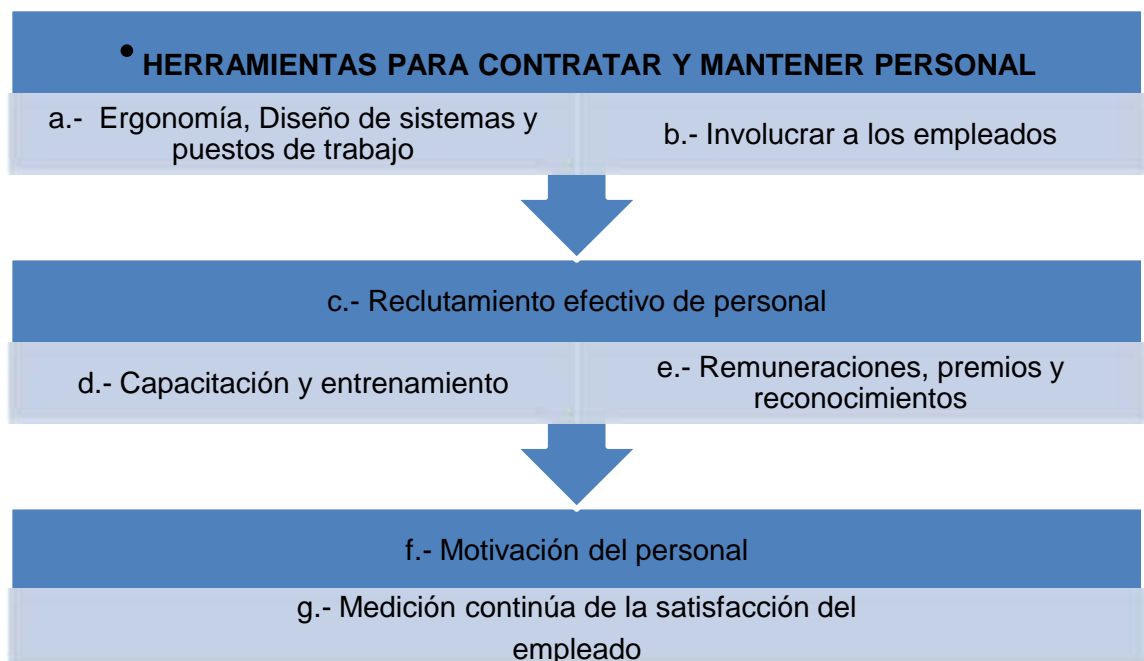 • HERRAMIENTAS PARA CONTRATAR Y MANTENER PERSONAL
a.- Ergonomía, Diseño de sistemas y
puestos de trabajo
b.- Involucrar a los empleados
c.- Reclutamiento efectivo de personal
d.- Capacitación y entrenamiento
e.- Remuneraciones, premios y
reconocimientos
f.- Motivación del personal
g.- Medición continúa de la satisfacción del
empleado